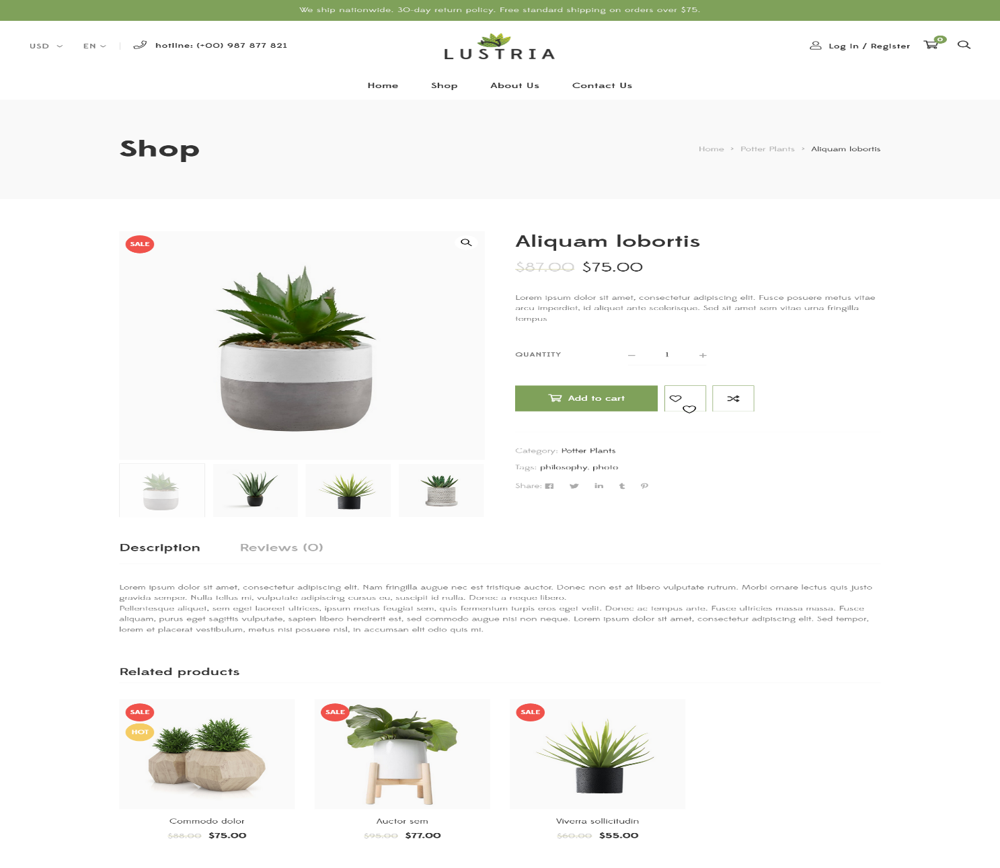 We ship nationwide. 30-day return policy. Free standard shipping on orders over $75.
USD EN hotline: (+00) 987 877 821
LUSTRIA
Log in / Register 0
Home Shop About Us Contact Us
Shop
Home > Potter Plants > Aliquam lobortis
SALE
Aliquam lobortis
$87.00 $75.00
Lorem ipsum dolor sit amet, consectetur adipiscing elit. Fusce posuere metus vitae
arcu imperdiet, id aliquet ante scelerisque. Sed sit amet sem vitae urna fringilla
tempus
QUANTITY — 1 +
Add to cart
Category: Potter Plants
Tags: philosophy, photo
Share:
Description Reviews (0)
Lorem ipsum dolor sit amet, consectetur adipiscing elit. Nam fringilla augue nec est tristique auctor. Donec non est at libero vulputate rutrum. Morbi ornare lectus quis justo
gravida semper. Nulla tellus mi, vulputate adipiscing cursus eu, suscipit id nulla. Donec a neque libero.
Pellentesque aliquet, sem eget laoreet ultrices, ipsum metus feugiat sem, quis fermentum turpis eros eget velit. Donec ac tempus ante. Fusce ultricies massa massa. Fusce
aliquam, purus eget sagittis vulputate, sapien libero hendrerit est, sed commodo augue nisi non neque. Lorem ipsum dolor sit amet, consectetur adipiscing elit. Sed tempor,
lorem et placerat vestibulum, metus nisi posuere nisl, in accumsan elit odio quis mi.
Related products
SALE
HOT
SALE
SALE
Commodo dolor
$88.00 $75.00
Auctor sem
$95.00 $77.00
Viverra sollicitudin
$60.00 $55.00